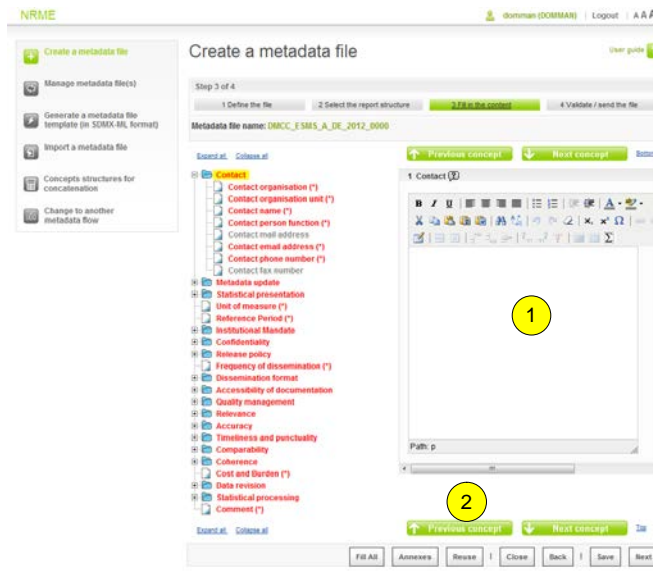 NRME
domman (DOMMAN) | Logout | A A A
Create a metadata file
Manage metadata file(s)
Generate a metadata file
template (in SDMX-ML format)
Import a metadata file
Concepts structures for
concatenation
Change to another
metadata flow
Create a metadata file
User guide
Step 3 of 4
1 Define the file
2 Select the report structure
3 Fill in the content
4 Validate / send the file
Metadata file name: DMCC_ESMS_A_DE_2012_0000
Expand all Collapse all
Contact
Contact organisation (*)
Contact organisation unit (*)
Contact name (*)
Contact person function (*)
Contact mail address
Contact email address (*)
Contact phone number (*)
Contact fax number
Metadata update
Statistical presentation
Unit of measure (*)
Reference Period (*)
Institutional Mandate
Confidentiality
Release policy
Frequency of dissemination (*)
Dissemination format
Accessibility of documentation
Quality management
Relevance
Accuracy
Timeliness and punctuality
Comparability
Coherence
Cost and Burden (*)
Data revision
Statistical processing
Comment (*)
Expand all Collapse all
Previous concept
Next concept
Bottom
1 Contact
B I U
A
x, x² Ω
Σ
1
Path: p
2
Previous concept
Next concept
Top
Fill All
Annexes
Reuse
Close
Back
Save
Next